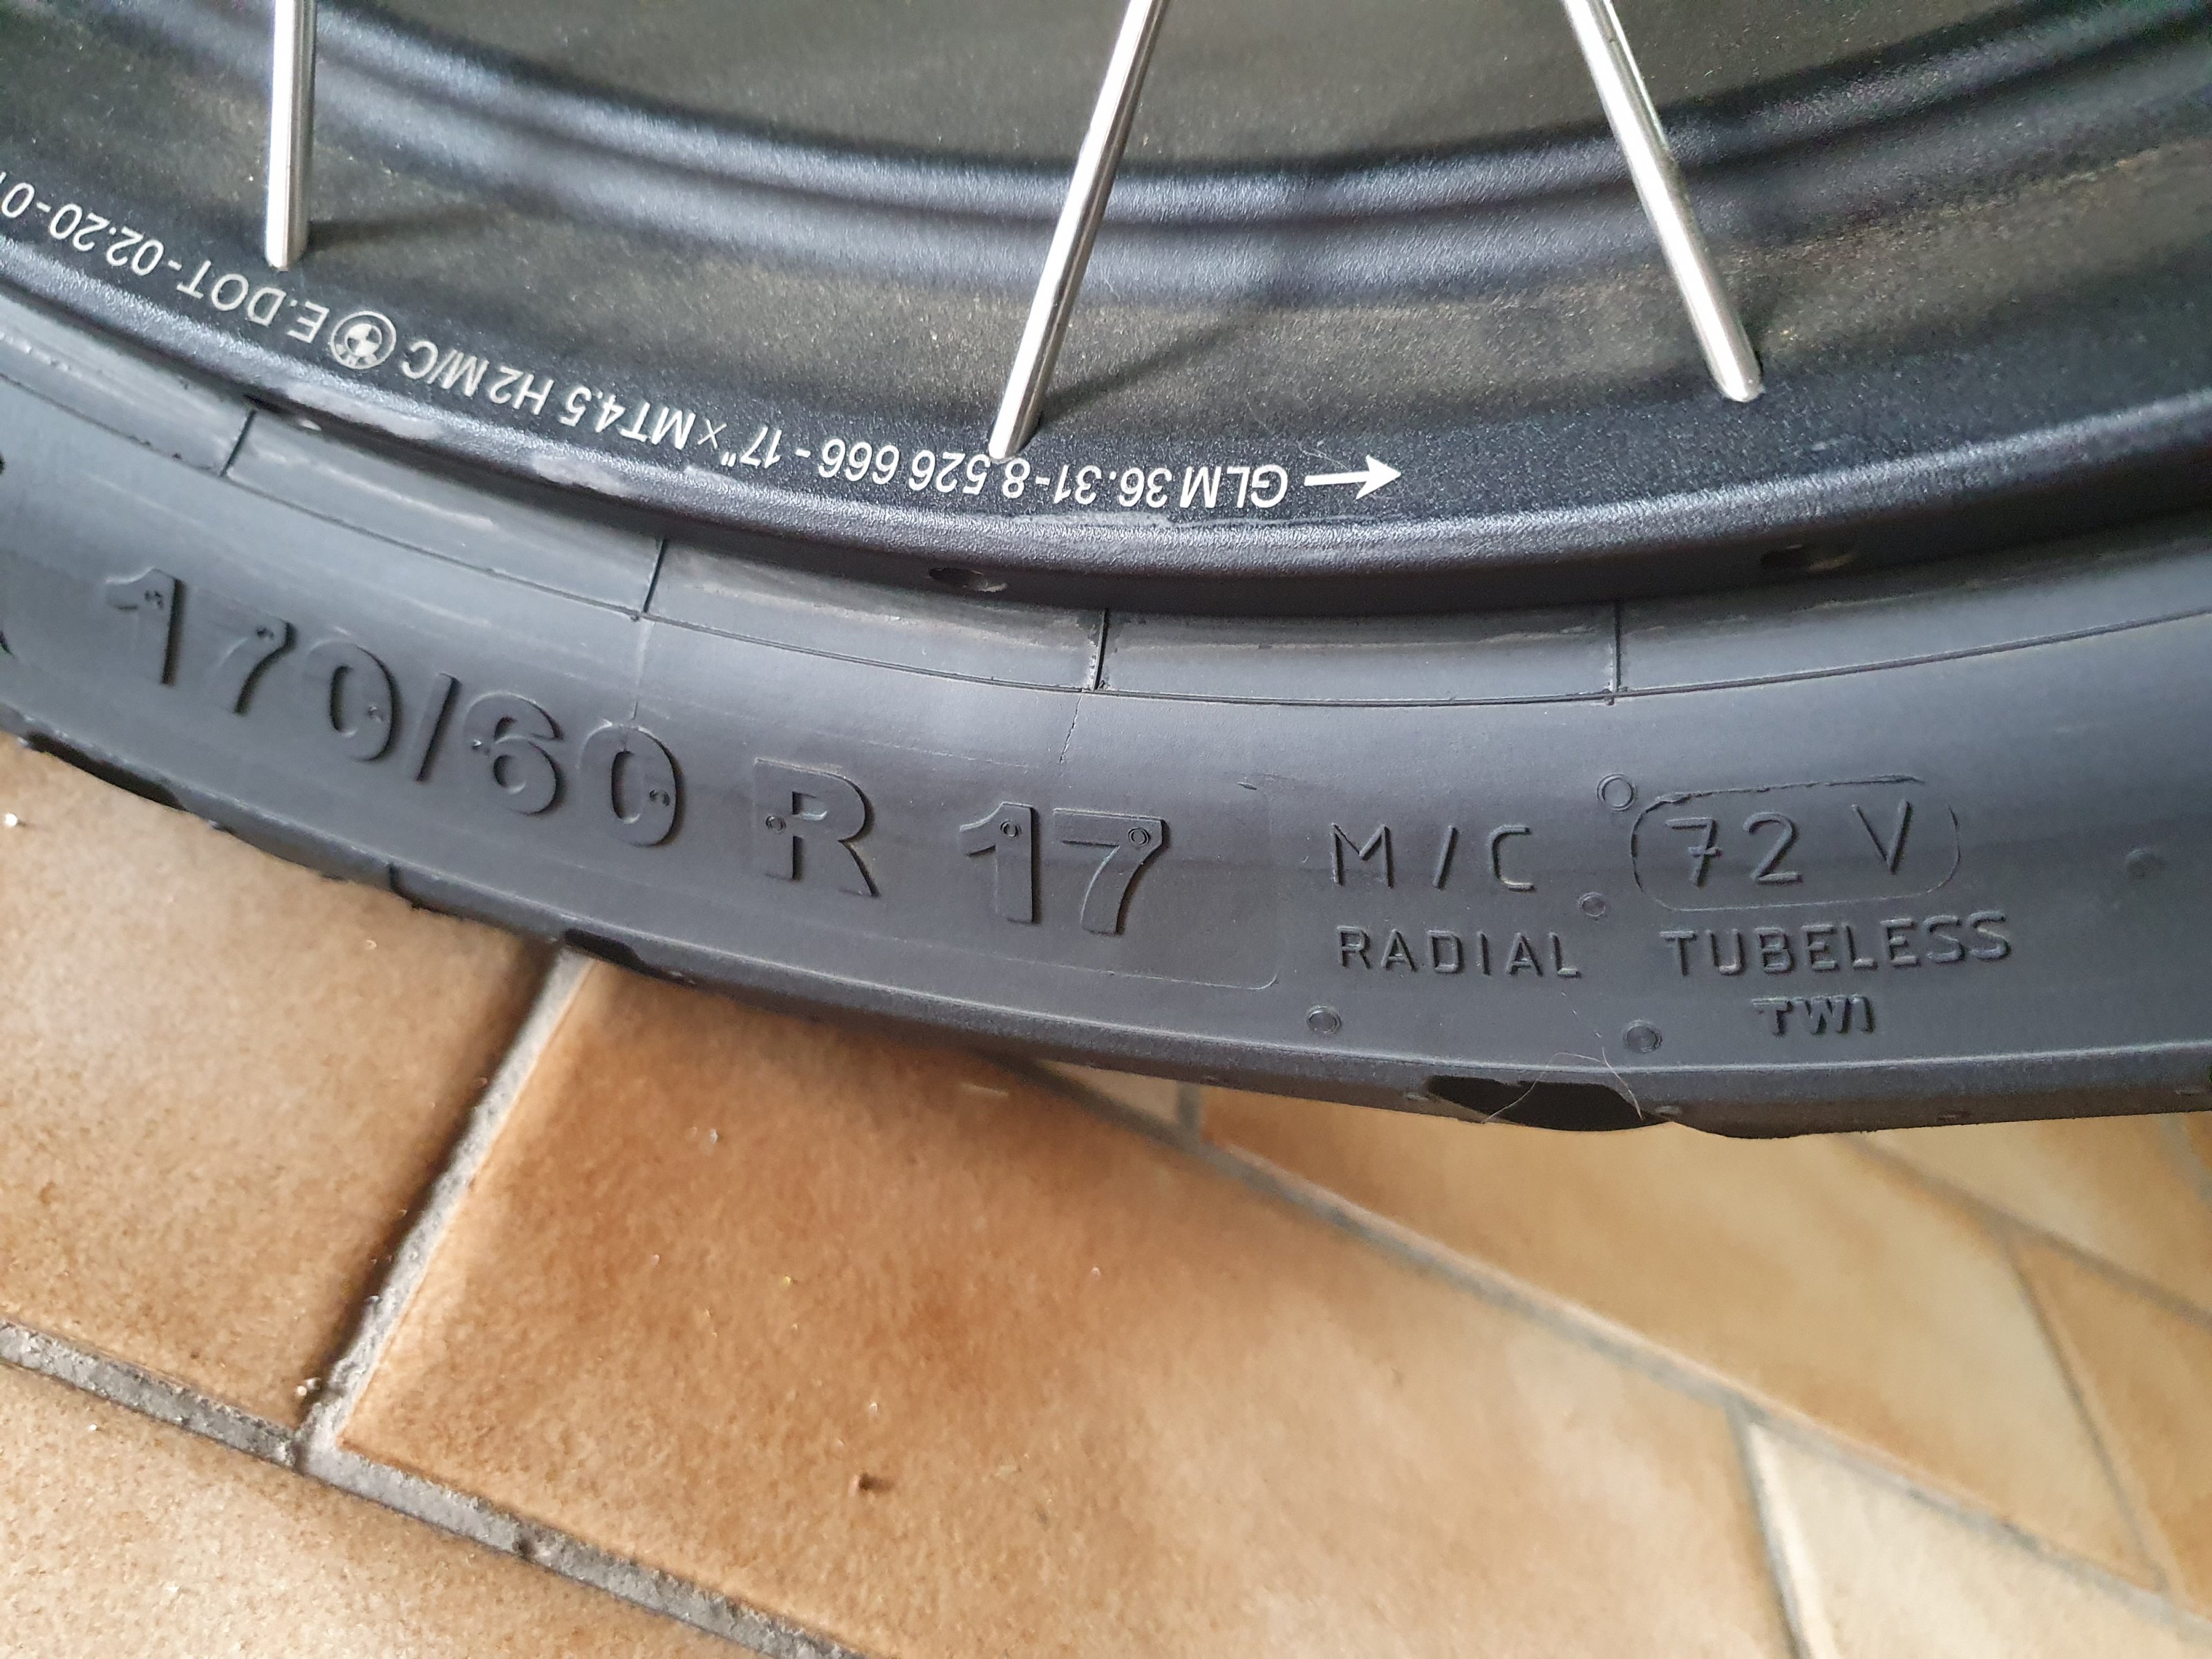 GLM 36.31-8 526 666 - 17" × MT4.5 H2 M/C E.DOT - 02.20 - 0
170/60 R 17 M/C 72 V
RADIAL TUBELESS
TWI